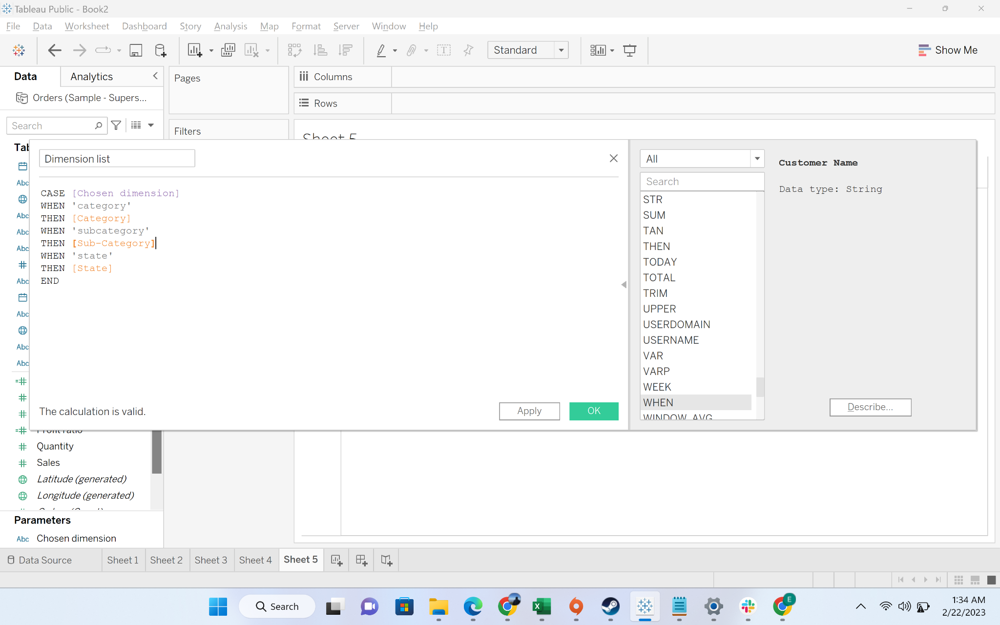 Tableau Public - Book2
File Data Worksheet Dashboard Story Analysis Map Format Server Window Help
Standard
Show Me
Data Analytics
Pages
Columns
Orders (Sample - Supers...
Rows
Search
Filters
Sheet 5
Tab
Dimension list
All
Customer Name
Search
Data type: String
Abc
CASE [Chosen dimension]
WHEN 'category'
THEN [Category]
WHEN 'subcategory'
THEN [Sub-Category]
WHEN 'state'
THEN [State]
END
Abc
Abc
Abc
Abc
Abc
Abc
Abc
STR
SUM
TAN
THEN
TODAY
TOTAL
TRIM
UPPER
USERDOMAIN
USERNAME
VAR
VARP
WEEK
WHEN
WINDOW_AVG
The calculation is valid.
Apply
OK
Describe...
Profit ratio
Quantity
Sales
Latitude (generated)
Longitude (generated)
Parameters
Abc Chosen dimension
Data Source Sheet 1 Sheet 2 Sheet 3 Sheet 4 Sheet 5
Search
E
1:34 AM
2/22/2023